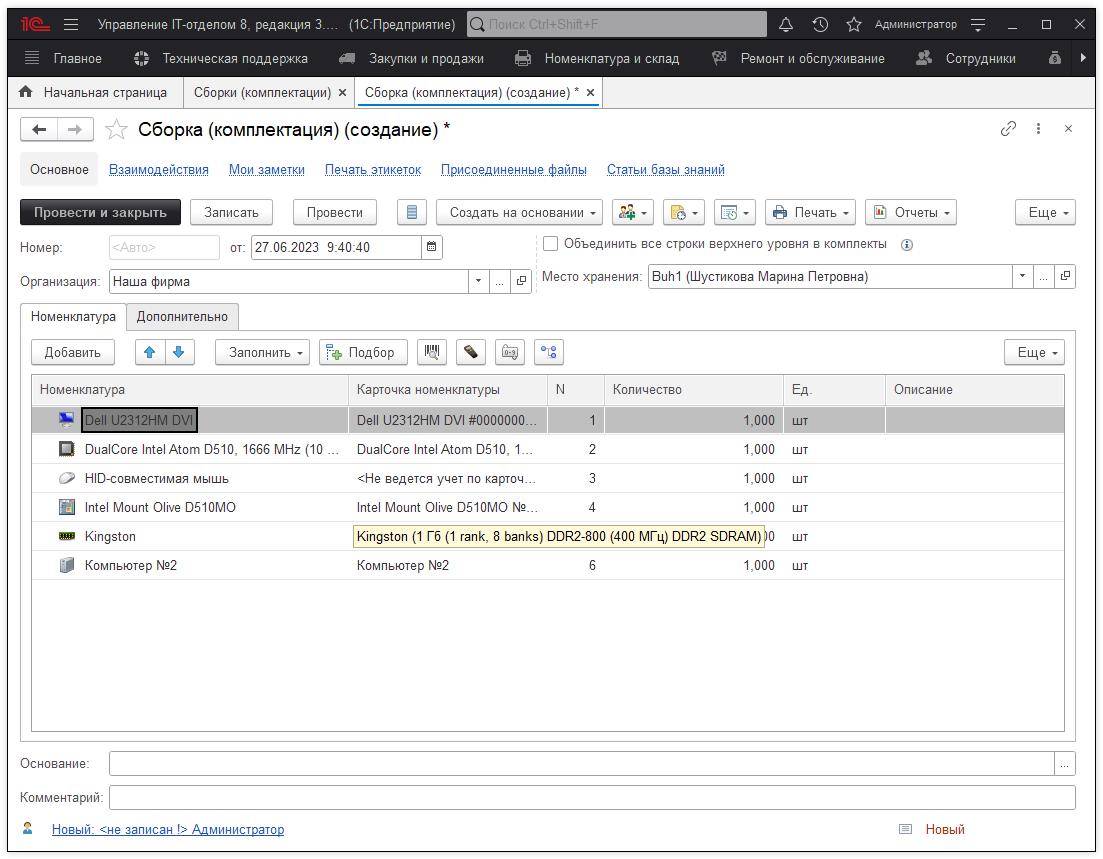 1С Управление IT-отделом 8, редакция 3.... (1С:Предприятие) Поиск Ctrl+Shift+F Администратор
Главное Техническая поддержка Закупки и продажи Номенклатура и склад Ремонт и обслуживание Сотрудники
Начальная страница Сборки (комплектации) × Сборка (комплектация) (создание) * ×
Сборка (комплектация) (создание) *
Основное Взаимодействия Мои заметки Печать этикеток Присоединенные файлы Статьи базы знаний
Провести и закрыть Записать Провести Создать на основании Печать Отчеты Еще
Номер: <Авто> от: 27.06.2023 9:40:40 Объединить все строки верхнего уровня в комплекты
Организация: Наша фирма ... Место хранения: Buh1 (Шустикова Марина Петровна) ...
Номенклатура Дополнительно
Добавить Заполнить Подбор Еще
Номенклатура Карточка номенклатуры N Количество Ед. Описание
Dell U2312HM DVI Dell U2312HM DVI #0000000... 1 1,000 шт
DualCore Intel Atom D510, 1666 MHz (10 ... DualCore Intel Atom D510, 1... 2 1,000 шт
HID-совместимая мышь <Не ведется учет по карточ... 3 1,000 шт
Intel Mount Olive D510MO Intel Mount Olive D510MO №... 4 1,000 шт
Kingston Kingston (1 Гб (1 rank, 8 banks) DDR2-800 (400 МГц) DDR2 SDRAM) шт
Компьютер №2 Компьютер №2 6 1,000 шт
Основание: ...
Комментарий:
Новый: <не записан !> Администратор Новый